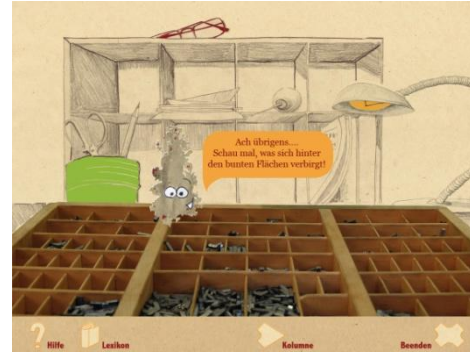 Ach übrigens....
Schau mal, was sich hinter
den bunten Flächen verbirgt!
Hilfe
Lexikon
Kolumne
Beenden